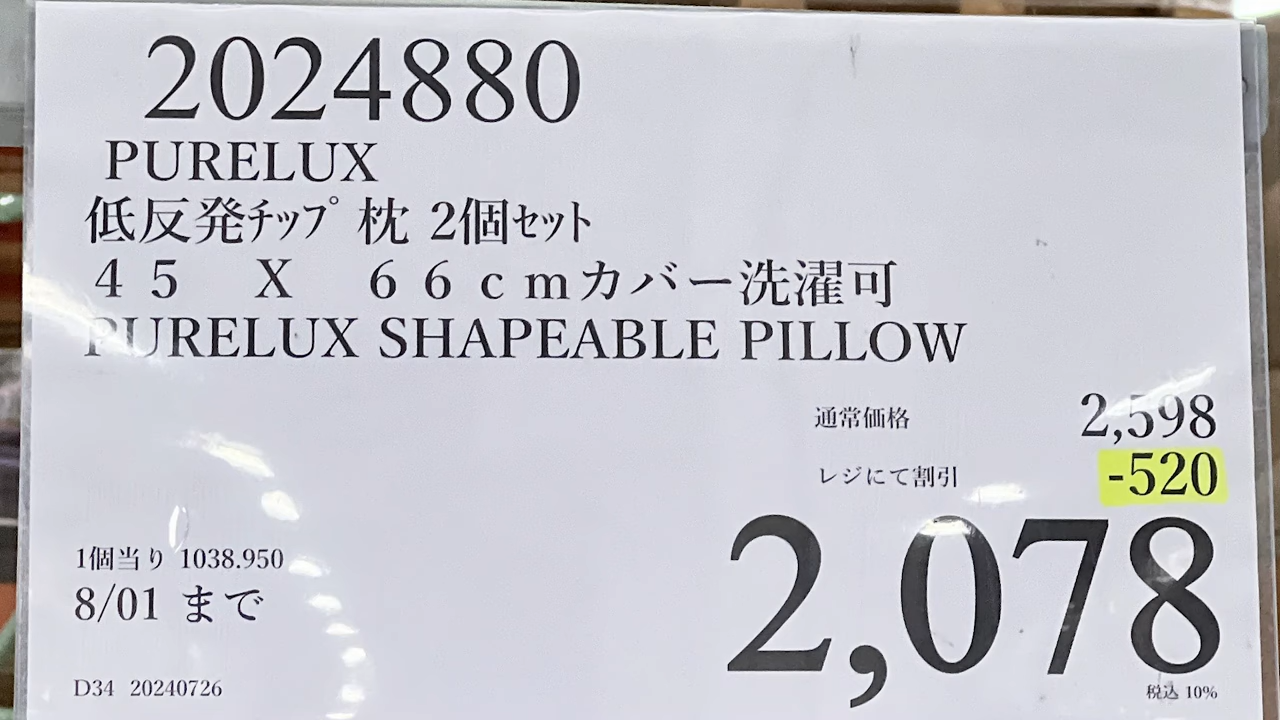 2024880
PURELUX
低反発ﾁｯﾌﾟ 枕 2個ｾｯﾄ
４５　Ｘ　６６ｃｍカバー洗濯可
PURELUX SHAPEABLE PILLOW
通常価格 2,598
レジにて割引 -520
2,078
1個当り 1038.950
8/01 まで
D34 20240726
税込 10%